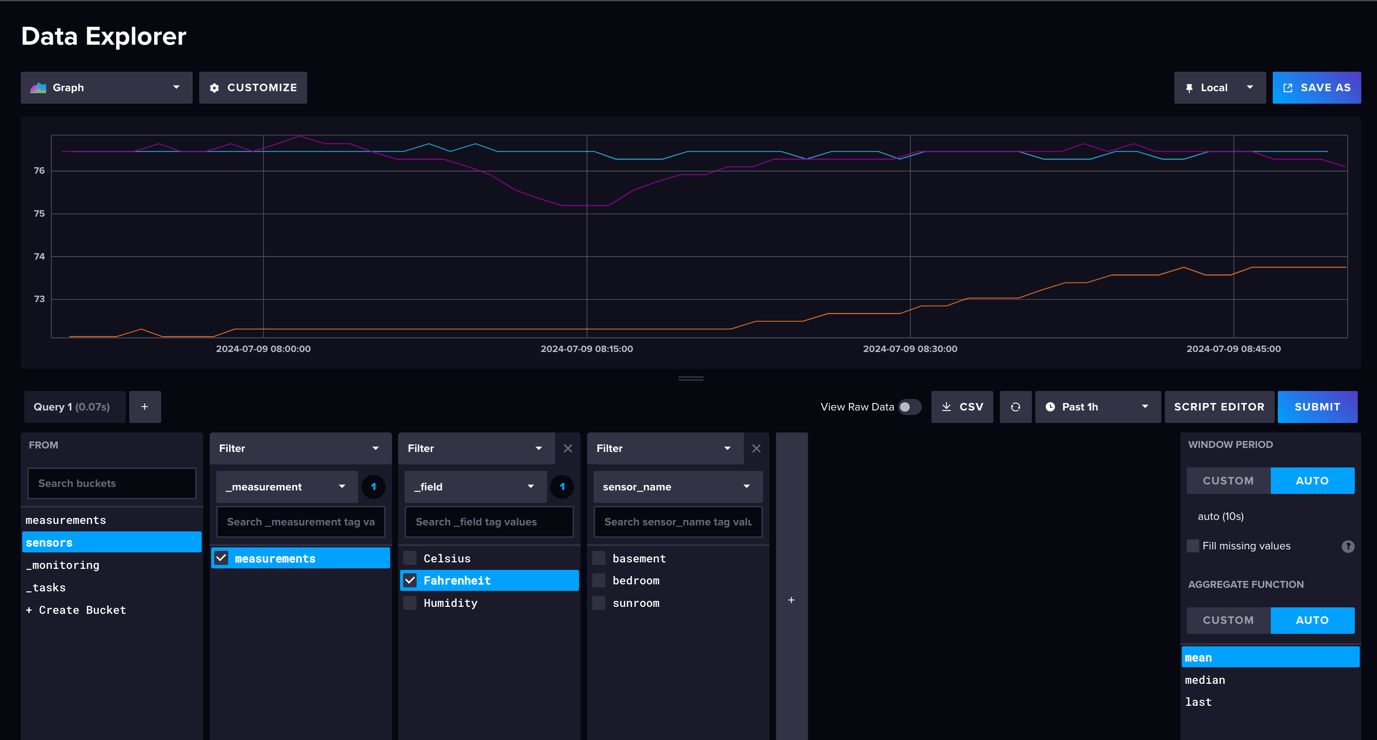 Data Explorer
Graph
CUSTOMIZE
Local
SAVE AS
76
75
74
73
2024-07-09 08:00:00
2024-07-09 08:15:00
2024-07-09 08:30:00
2024-07-09 08:45:00
Query 1 (0.07s)
+
View Raw Data
CSV
Past 1h
SCRIPT EDITOR
SUBMIT
FROM
Search buckets
measurements
sensors
_monitoring
_tasks
+ Create Bucket
Filter
_measurement
1
Search _measurement tag va
measurements
Filter
_field
1
Search _field tag values
Celsius
Fahrenheit
Humidity
Filter
sensor_name
Search sensor_name tag valu
basement
bedroom
sunroom
+
WINDOW PERIOD
CUSTOM
AUTO
auto (10s)
Fill missing values
?
AGGREGATE FUNCTION
CUSTOM
AUTO
mean
median
last